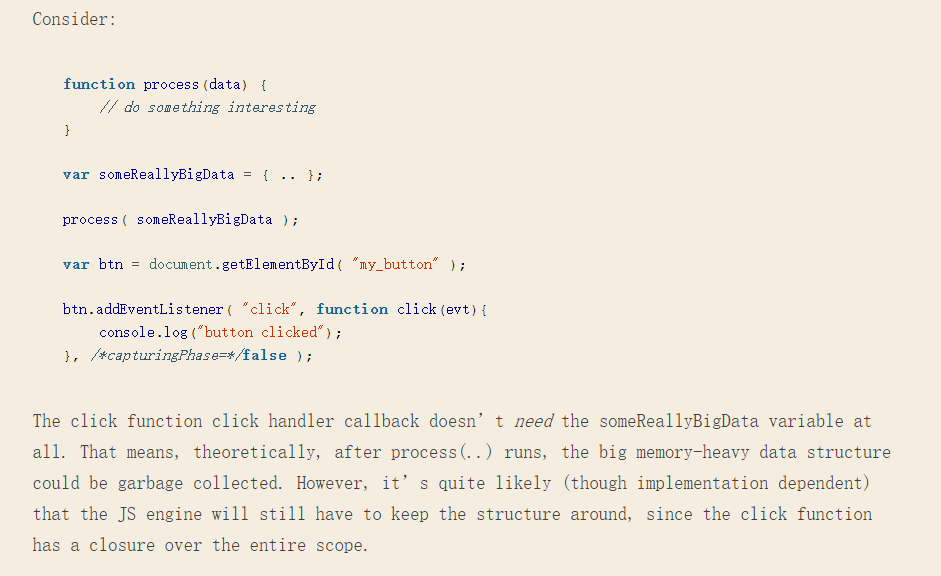 Consider:
function process(data) {
// do something interesting
}
var someReallyBigData = { .. };
process( someReallyBigData );
var btn = document.getElementById( "my_button" );
btn.addEventListener( "click", function click(evt){
console.log("button clicked");
}, /*capturingPhase=*/false );
The click function click handler callback doesn’t need the someReallyBigData variable at
all. That means, theoretically, after process(..) runs, the big memory-heavy data structure
could be garbage collected. However, it’s quite likely (though implementation dependent)
that the JS engine will still have to keep the structure around, since the click function
has a closure over the entire scope.